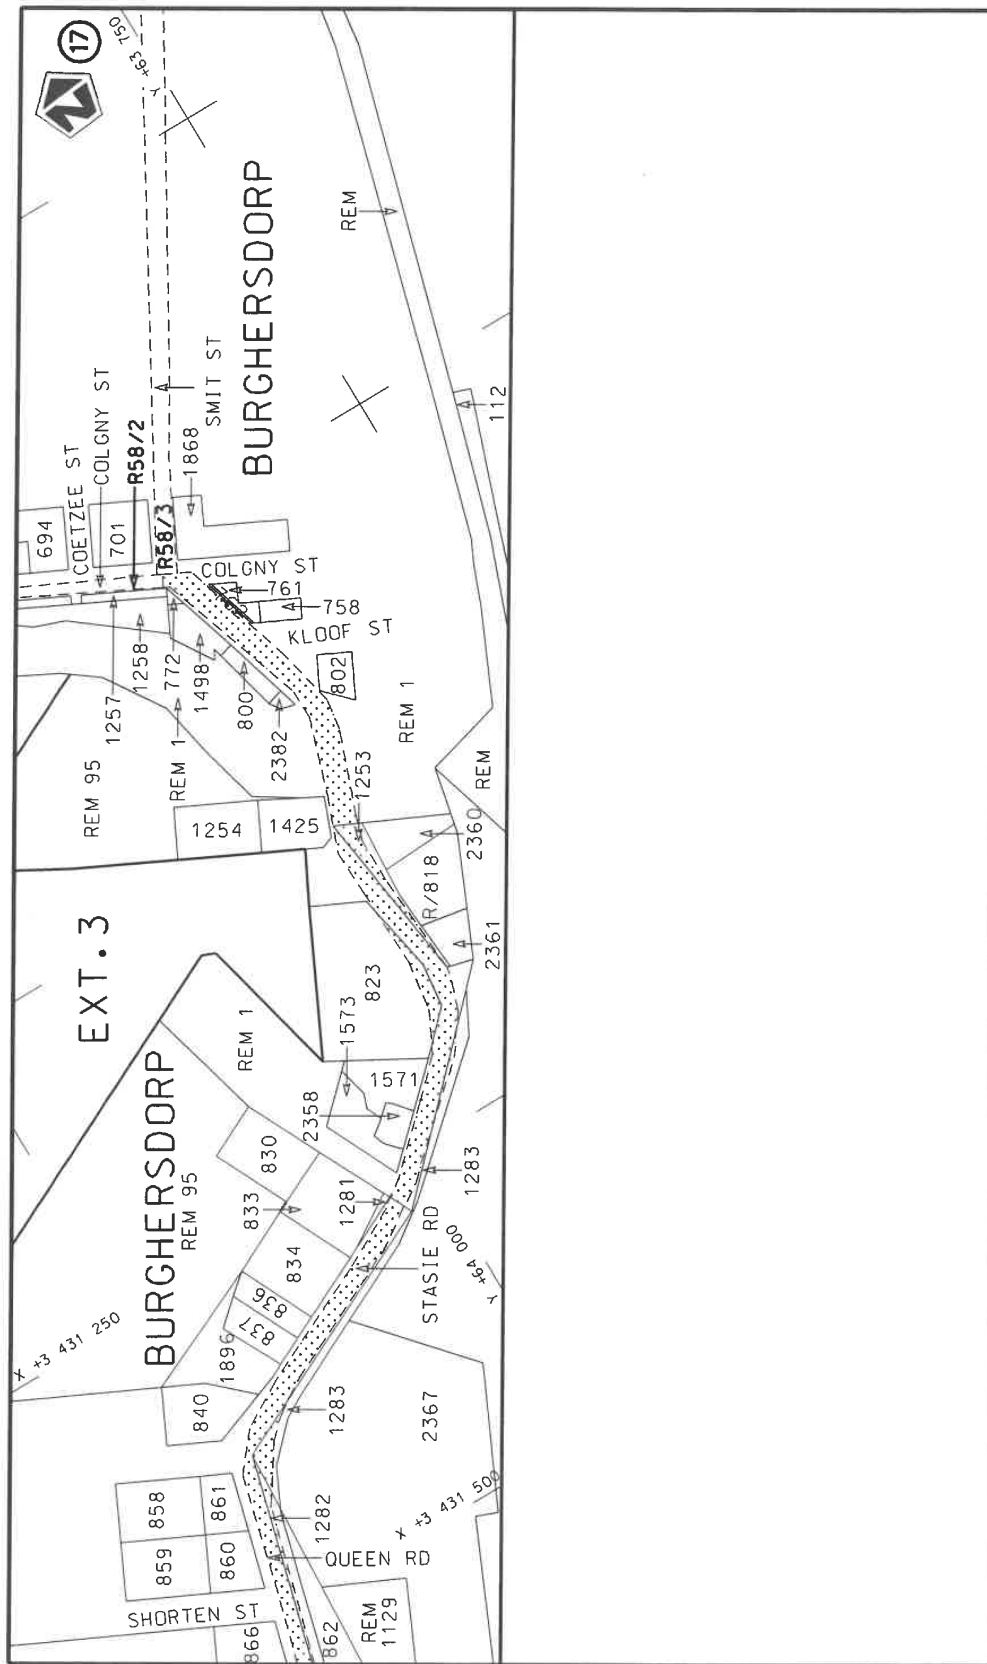 17
Y +63 750
BURGHERSDORP
REM
SMIT ST
COLGNY ST
R58/2
COETZEE ST
694
701
R58/3
1868
112
COLGNY ST
761
758
KLOOF ST
802
1257
1258
772
1498
800
2382
REM 1
REM 95
REM 1
1253
REM
1254
1425
2360
R/818
2361
EXT.3
823
1573
1571
2358
REM 1
BURGHERSDORP
REM 95
830
833
1281
1283
834
STASIE RD
Y +64 000
836
837
1896
X +3 431 250
840
1283
2367
858
861
1282
X +3 431 500
859
860
QUEEN RD
SHORTEN ST
866
862
REM
1129